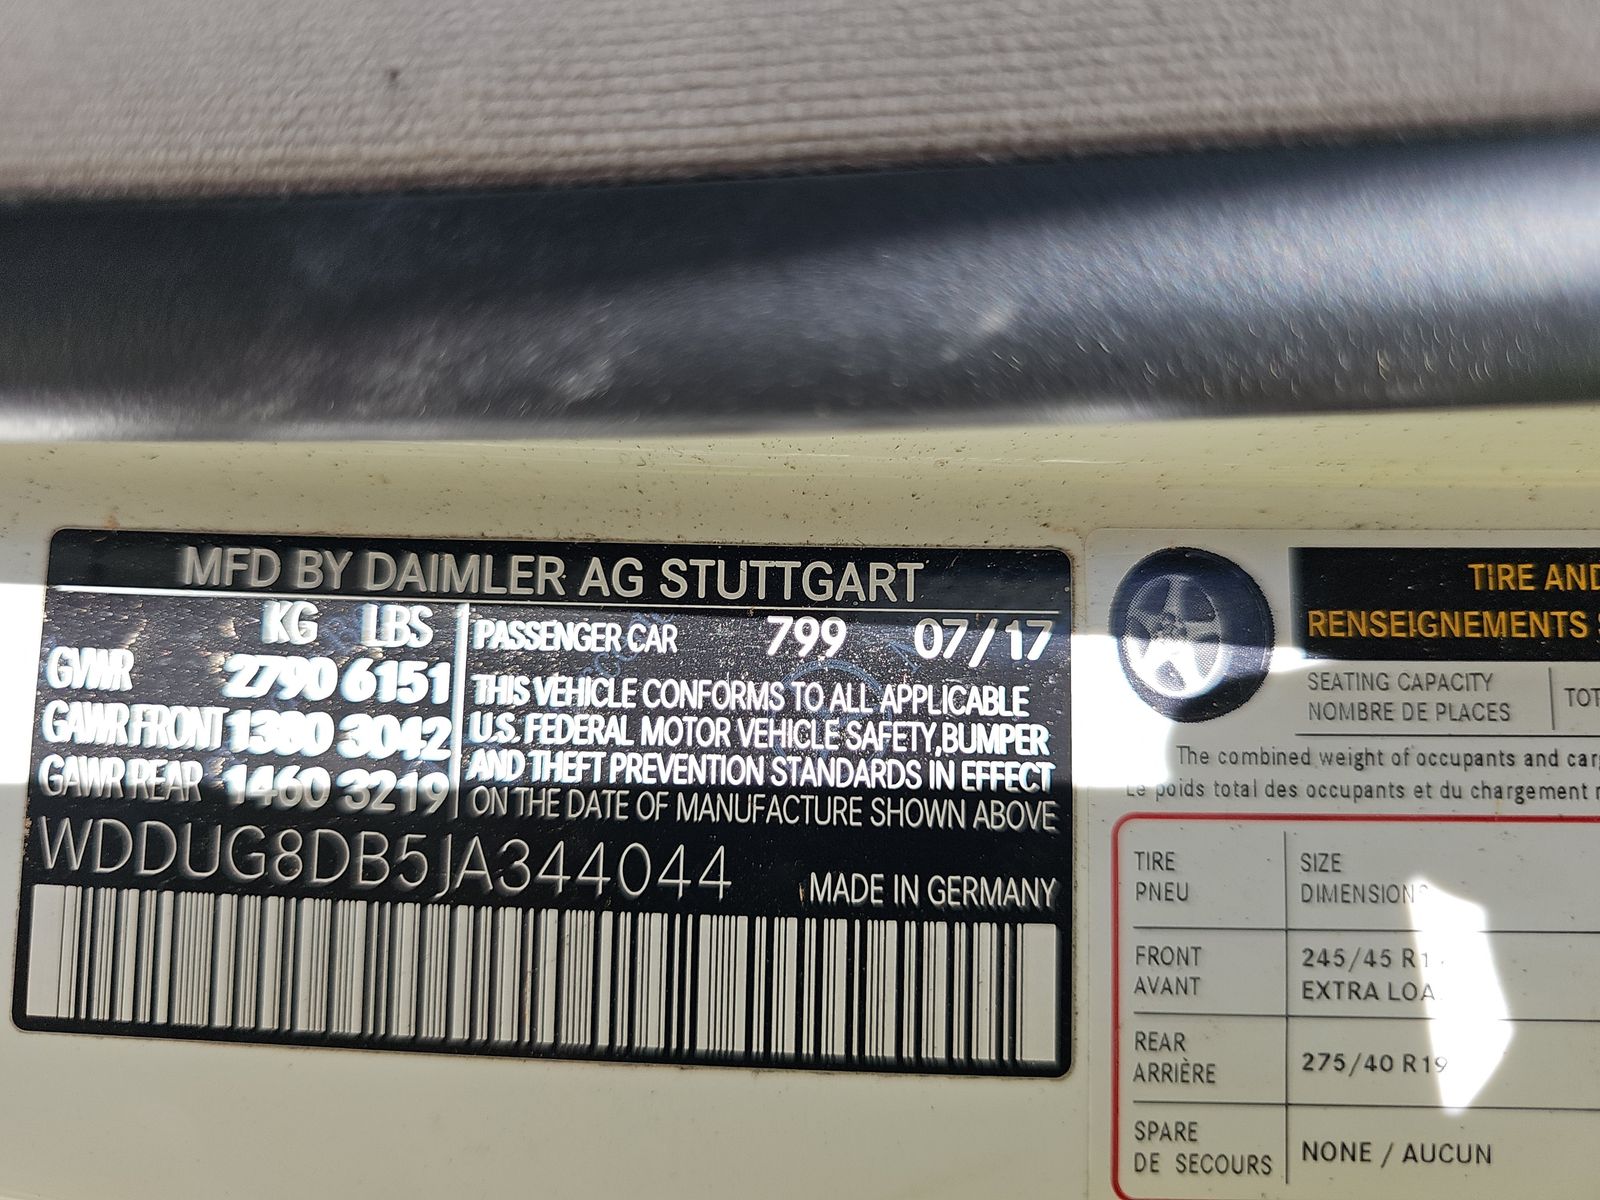 MFD BY DAIMLER AG STUTTGART
KG LBS
GVWR 2790 6151
GAWR FRONT 1380 3042
GAWR REAR 1460 3219
PASSENGER CAR 799 07/17
THIS VEHICLE CONFORMS TO ALL APPLICABLE
U.S. FEDERAL MOTOR VEHICLE SAFETY, BUMPER
AND THEFT PREVENTION STANDARDS IN EFFECT
ON THE DATE OF MANUFACTURE SHOWN ABOVE
WDDUG8DB5JA344044
MADE IN GERMANY
TIRE AND
RENSEIGNEMENTS
SEATING CAPACITY
NOMBRE DE PLACES
The combined weight of occupants and
Le poids total des occupants et du chargement
TIRE SIZE
PNEU DIMENSION
FRONT 245/45
AVANT EXTRA
REAR 275/40 R19
ARRIÈRE
SPARE
DE SECOURS
NONE / AUCUN